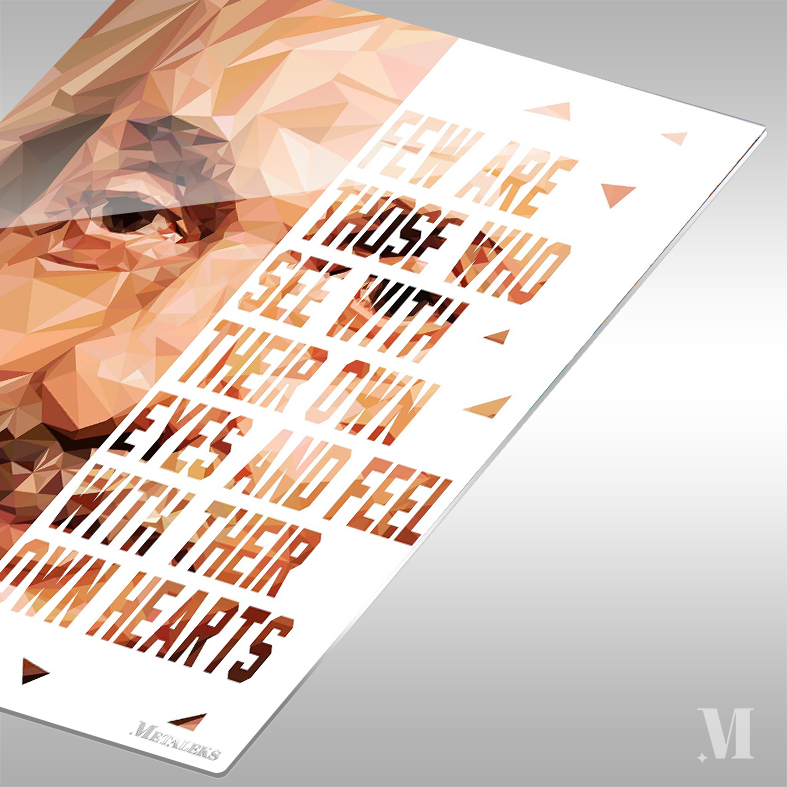 FEW ARE
THOSE WHO
SEE WITH
THEIR OWN
EYES AND FEEL
WITH THEIR
OWN HEARTS
METALEKS
M